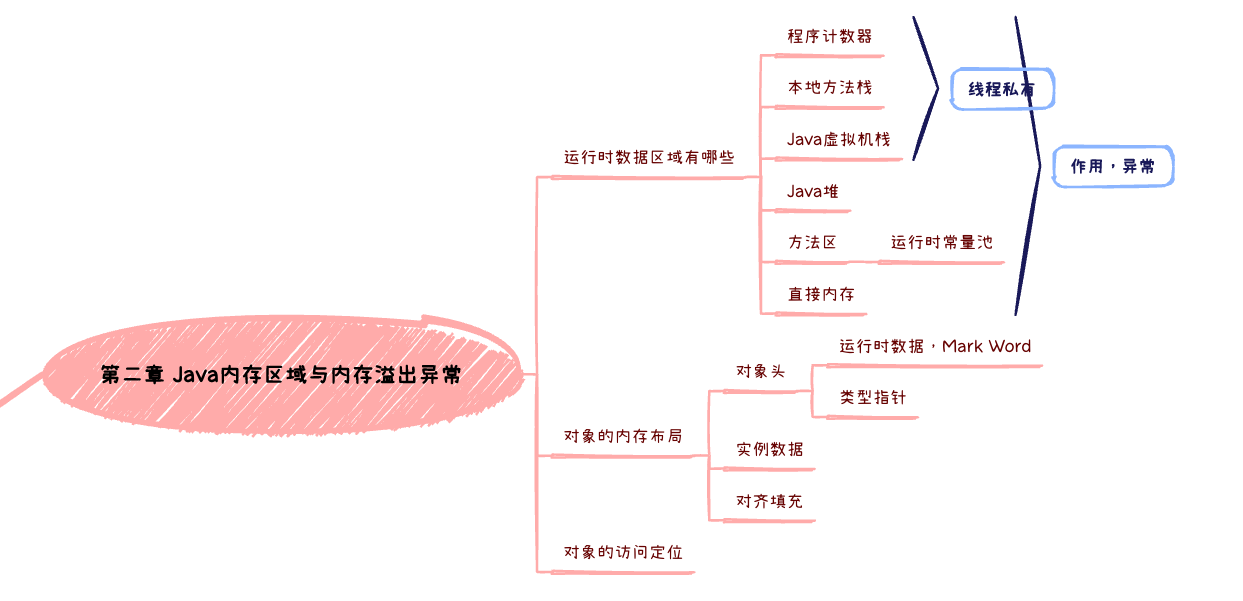 第二章 Java内存区域与内存溢出异常
运行时数据区域有哪些
程序计数器
本地方法栈
Java虚拟机栈
线程私有
Java堆
方法区
运行时常量池
直接内存
作用，异常
对象的内存布局
对象头
运行时数据，Mark Word
类型指针
实例数据
对齐填充
对象的访问定位